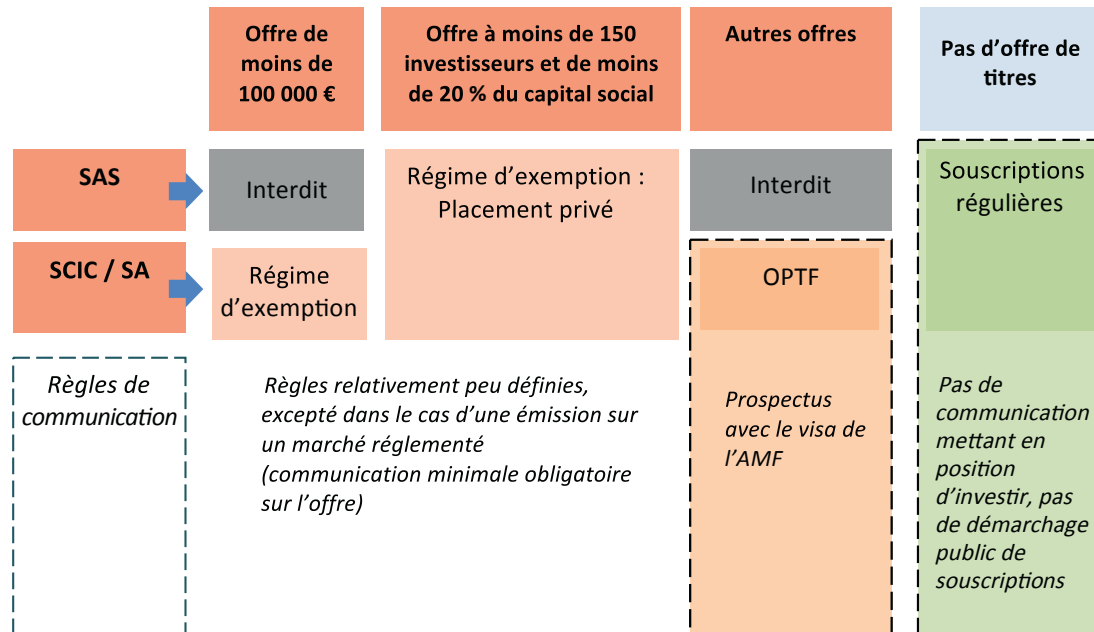 Offre de
moins de
100 000 €
Offre à moins de 150
investisseurs et de moins
de 20 % du capital social
Autres offres
Pas d’offre de
titres
SAS
Interdit
Régime d’exemption :
Placement privé
Interdit
Souscriptions
régulières
SCIC / SA
Régime
d’exemption
OPTF
Règles de
communication
Règles relativement peu définies,
excepté dans le cas d’une émission sur
un marché réglementé
(communication minimale obligatoire
sur l’offre)
Prospectus
avec le visa de
l’AMF
Pas de
communication
mettant en
position
d’investir, pas
de démarchage
public de
souscriptions